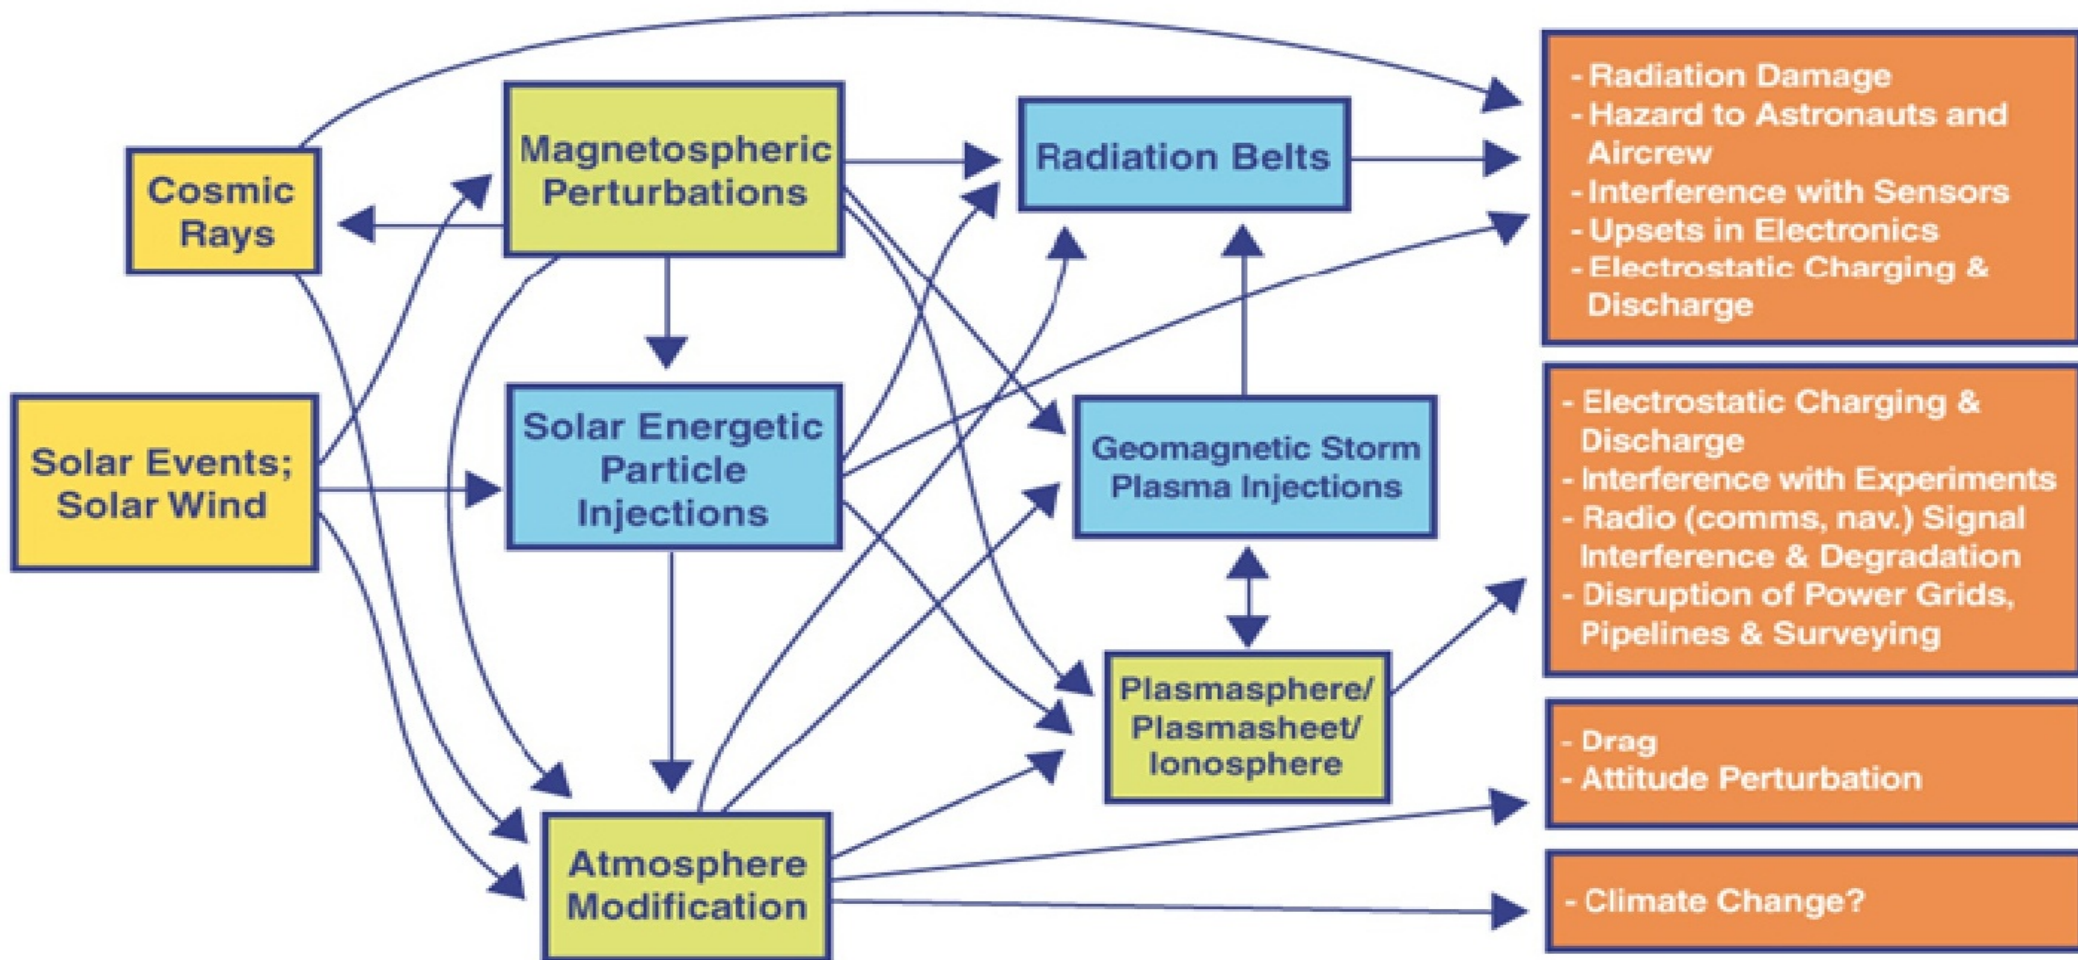 Cosmic
Rays
Solar Events;
Solar Wind
Magnetospheric
Perturbations
Solar Energetic
Particle
Injections
Atmosphere
Modification
Radiation Belts
Geomagnetic Storm
Plasma Injections
Plasmasphere/
Plasmasheet/
Ionosphere
- Radiation Damage
- Hazard to Astronauts and
Aircrew
- Interference with Sensors
- Upsets in Electronics
- Electrostatic Charging &
Discharge
- Electrostatic Charging &
Discharge
- Interference with Experiments
- Radio (comms, nav.) Signal
Interference & Degradation
- Disruption of Power Grids,
Pipelines & Surveying
- Drag
- Attitude Perturbation
- Climate Change?